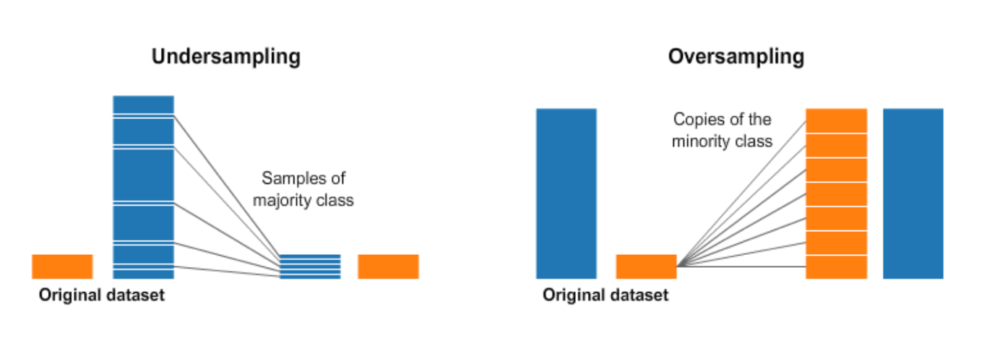 Undersampling
Samples of
majority class
Original dataset
Oversampling
Copies of the
minority class
Original dataset